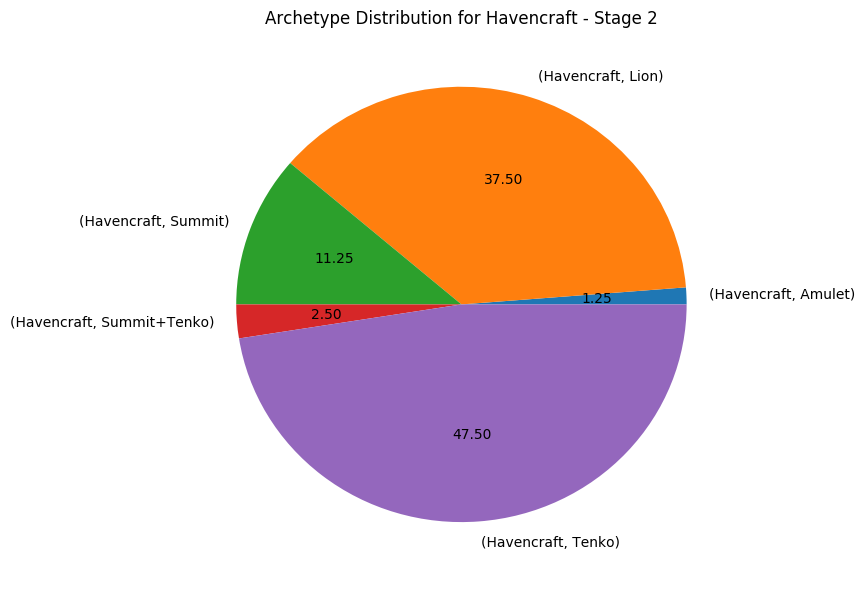 Archetype Distribution for Havencraft - Stage 2
(Havencraft, Lion)
37.50
(Havencraft, Summit)
11.25
1.25
(Havencraft, Amulet)
(Havencraft, Summit+Tenko)
2.50
47.50
(Havencraft, Tenko)